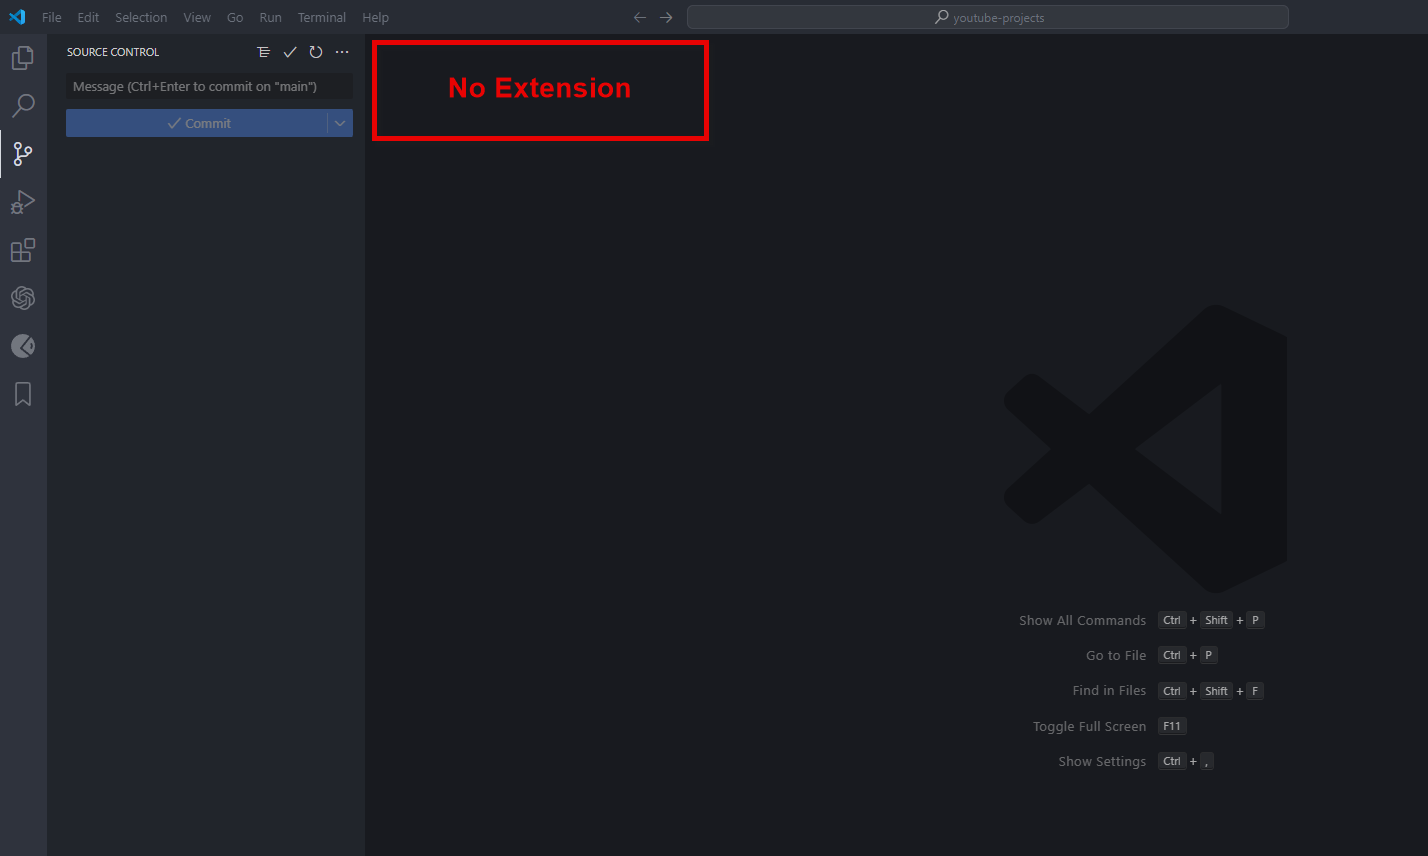 File Edit Selection View Go Run Terminal Help
youtube-projects
SOURCE CONTROL
Message (Ctrl+Enter to commit on "main")
Commit
No Extension
Show All Commands Ctrl + Shift + P
Go to File Ctrl + P
Find in Files Ctrl + Shift + F
Toggle Full Screen F11
Show Settings Ctrl + ,